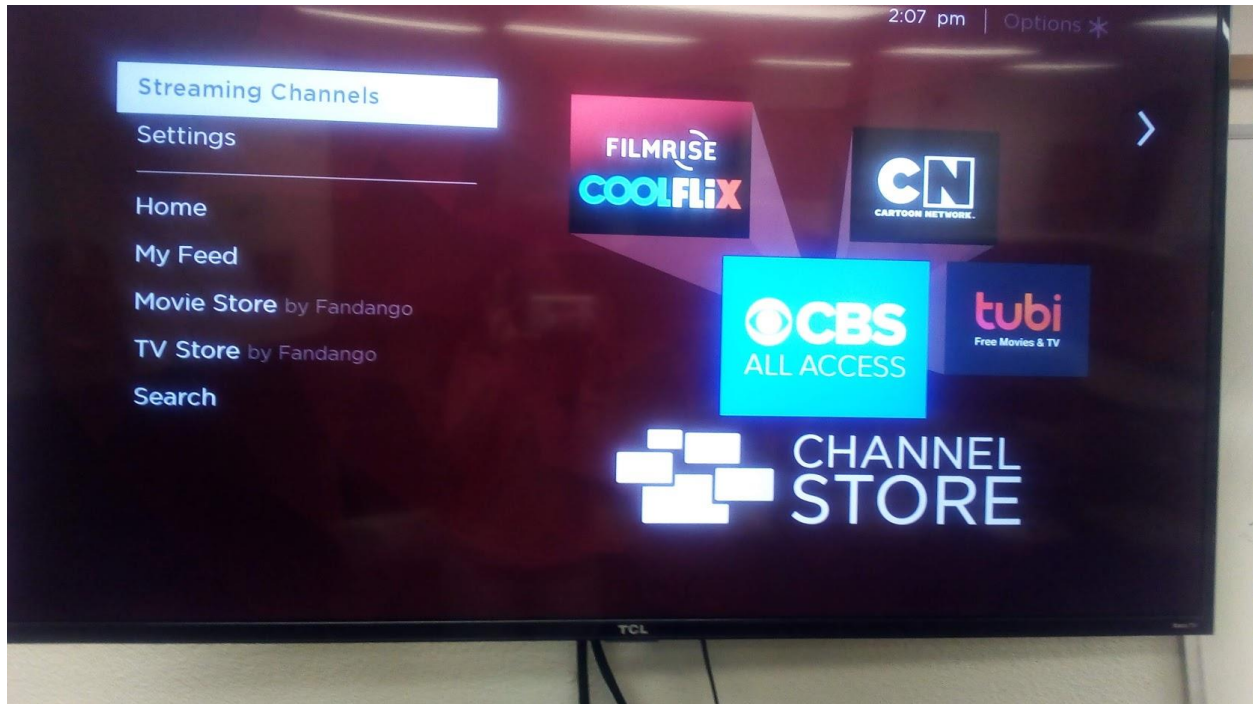 2:07 pm | Options *
Streaming Channels
Settings
Home
My Feed
Movie Store by Fandango
TV Store by Fandango
Search
FILMRISE
COOLFLiX
CN
CARTOON NETWORK.
CBS
ALL ACCESS
tubi
Free Movies & TV
CHANNEL
STORE
TCL